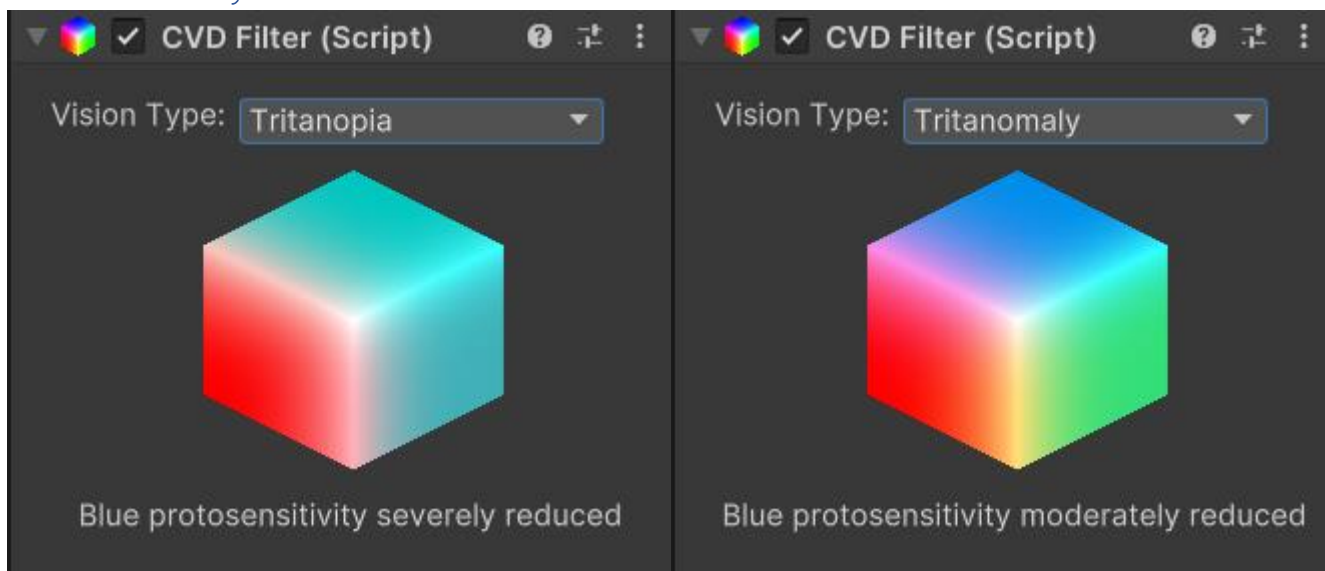 CVD Filter (Script)
Vision Type: Tritanopia
Blue protosensitivity severely reduced
CVD Filter (Script)
Vision Type: Tritanomaly
Blue protosensitivity moderately reduced